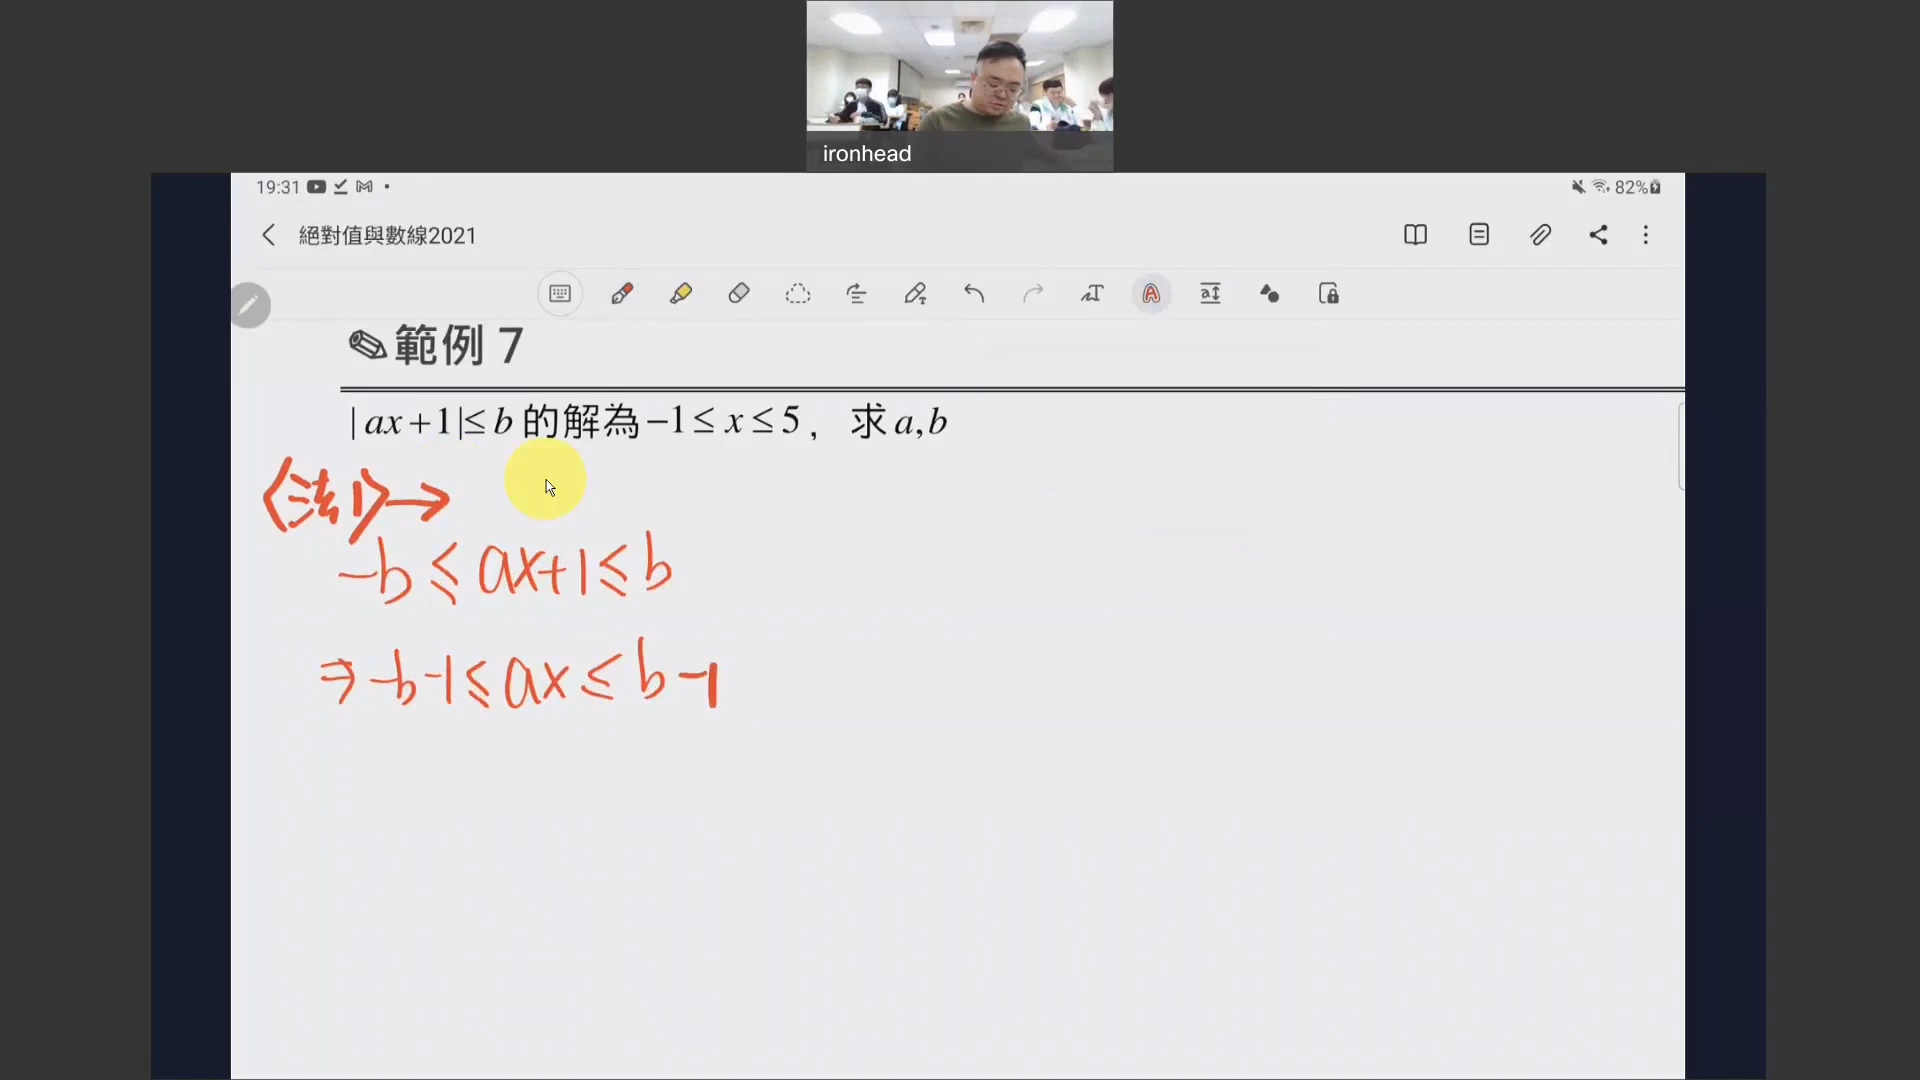 ironhead
19:31
82%
絕對值與數線2021
範例 7
|ax+1|≤b 的解為 −1≤x≤5，求 a,b
〈法1〉→
-b ≤ ax+1 ≤ b
⇒ -b-1 ≤ ax ≤ b-1